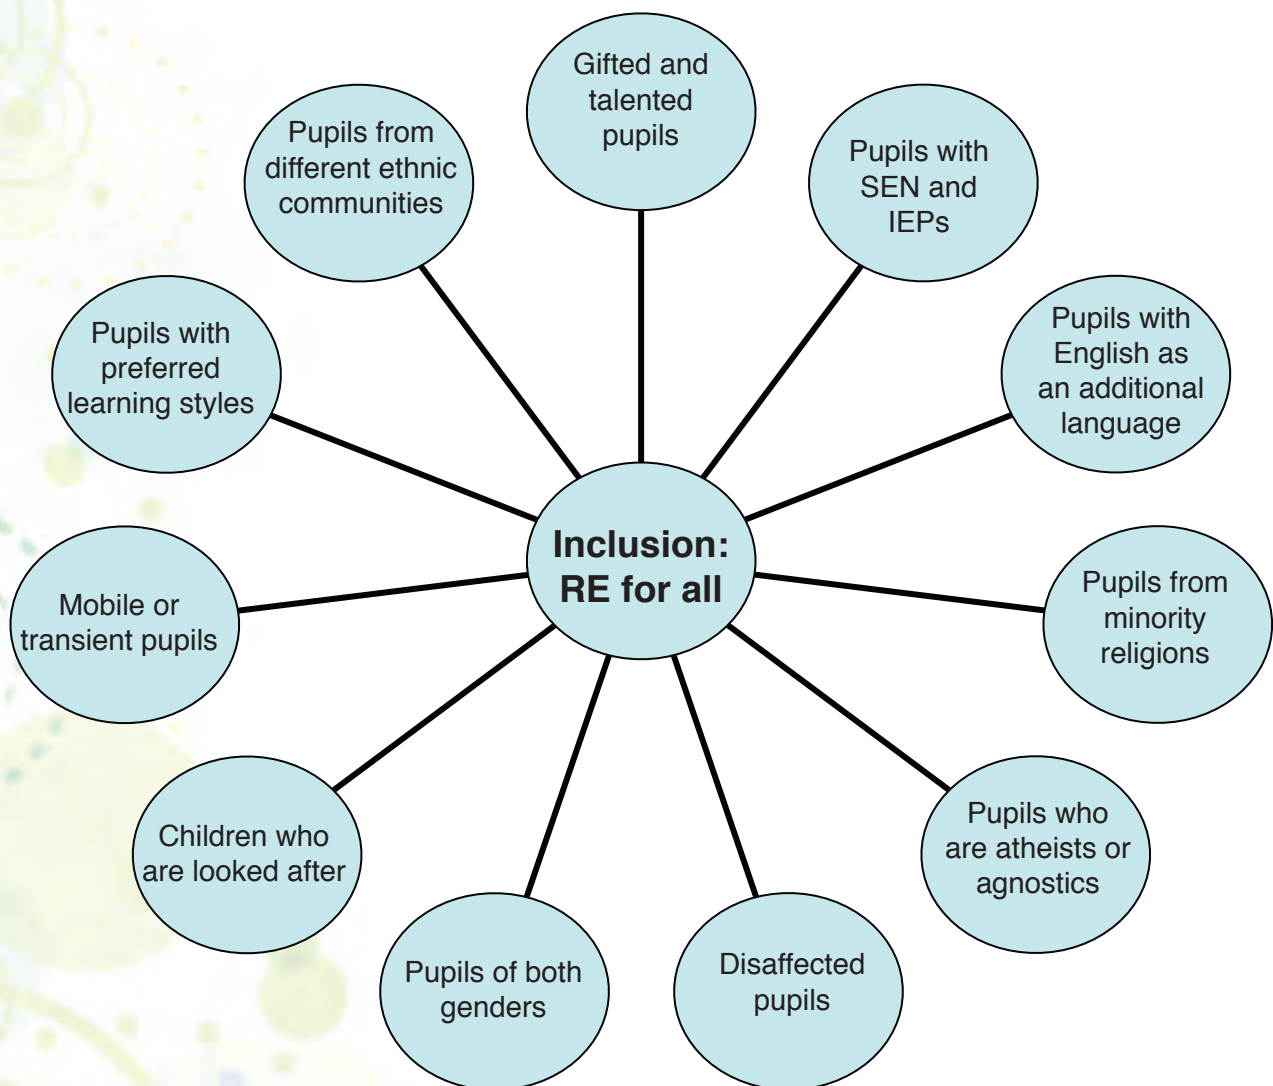 Gifted and
talented
pupils
Pupils with
SEN and
IEPs
Pupils with
English as
an additional
language
Pupils from
minority
religions
Pupils who
are atheists or
agnostics
Disaffected
pupils
Pupils of both
genders
Children who
are looked after
Mobile or
transient pupils
Pupils with
preferred
learning styles
Pupils from
different ethnic
communities
Inclusion:
RE for all